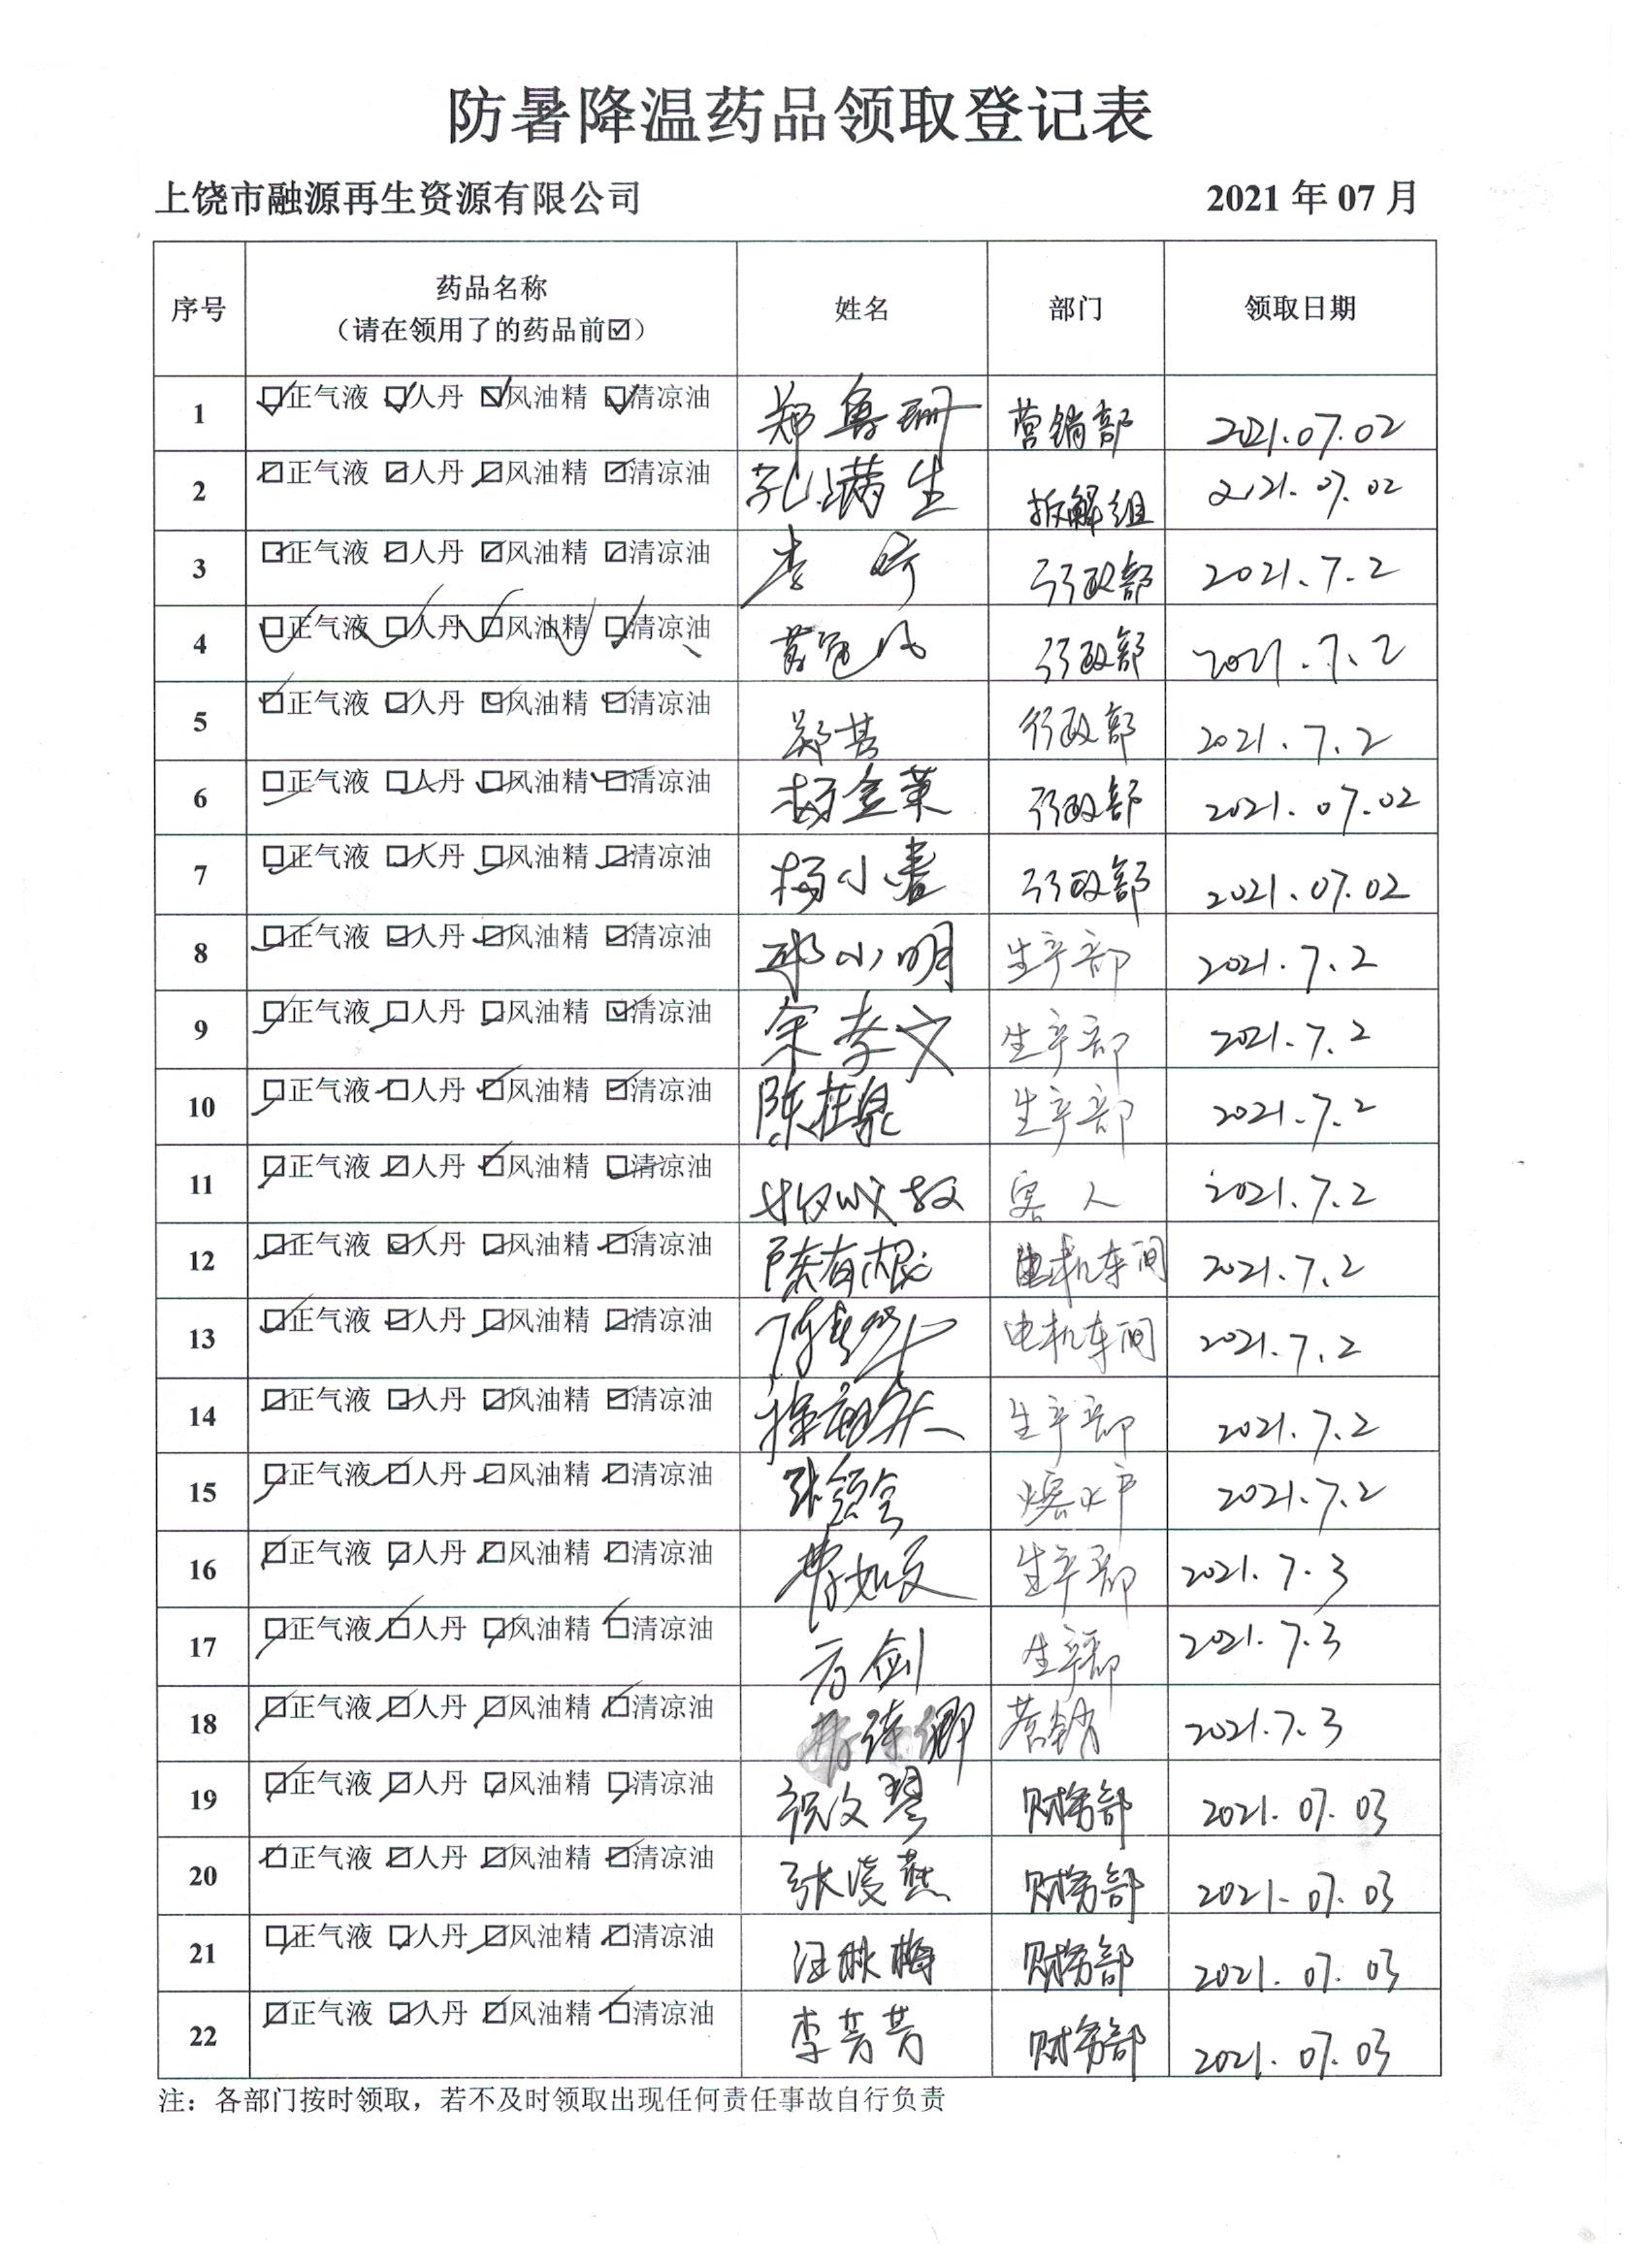 防暑降温药品领取登记表
上饶市融源再生资源有限公司 2021 年 07 月
序号 药品名称 (请在领用了的药品前☑) 姓名 部门 领取日期
1 ☑正气液 ☑人丹 ☑风油精 ☑清凉油 郑鲁珊 营销部 2021.07.02
2 ☑正气液 ☑人丹 ☑风油精 ☑清凉油 孔满生 拆解组 2021.07.02
3 ☑正气液 ☑人丹 ☑风油精 ☑清凉油 李 行政部 2021.7.2
4 ☑正气液 ☑人丹 ☑风油精 ☑清凉油 行政部 2021.7.2
5 ☑正气液 ☑人丹 ☑风油精 ☑清凉油 郑芸 行政部 2021.7.2
6 ☑正气液 ☑人丹 ☑风油精 ☑清凉油 杨金莱 行政部 2021.07.02
7 ☑正气液 ☑人丹 ☑风油精 ☑清凉油 杨小春 行政部 2021.07.02
8 ☑正气液 ☑人丹 ☑风油精 ☑清凉油 邓小明 生产部 2021.7.2
9 ☑正气液 ☑人丹 ☑风油精 ☑清凉油 余孝文 生产部 2021.7.2
10 ☑正气液 ☑人丹 ☑风油精 ☑清凉油 陈在泉 生产部 2021.7.2
11 ☑正气液 ☑人丹 ☑风油精 ☑清凉油 客人 2021.7.2
12 ☑正气液 ☑人丹 ☑风油精 ☑清凉油 陈有根 电机车间 2021.7.2
13 ☑正气液 ☑人丹 ☑风油精 ☑清凉油 电机车间 2021.7.2
14 ☑正气液 ☑人丹 ☑风油精 ☑清凉油 生产部 2021.7.2
15 ☑正气液 ☑人丹 ☑风油精 ☑清凉油 张 2021.7.2
16 ☑正气液 ☑人丹 ☑风油精 ☑清凉油 生产部 2021.7.3
17 ☑正气液 ☑人丹 ☑风油精 ☑清凉油 方剑 生产部 2021.7.3
18 ☑正气液 ☑人丹 ☑风油精 ☑清凉油 营销 2021.7.3
19 ☑正气液 ☑人丹 ☑风油精 ☑清凉油 祝文琴 财务部 2021.07.03
20 ☑正气液 ☑人丹 ☑风油精 ☑清凉油 张凌燕 财务部 2021.07.03
21 ☑正气液 ☑人丹 ☑风油精 ☑清凉油 汪秋梅 财务部 2021.07.03
22 ☑正气液 ☑人丹 ☑风油精 ☑清凉油 李芳芳 财务部 2021.07.03
注：各部门按时领取，若不及时领取出现任何责任事故自行负责